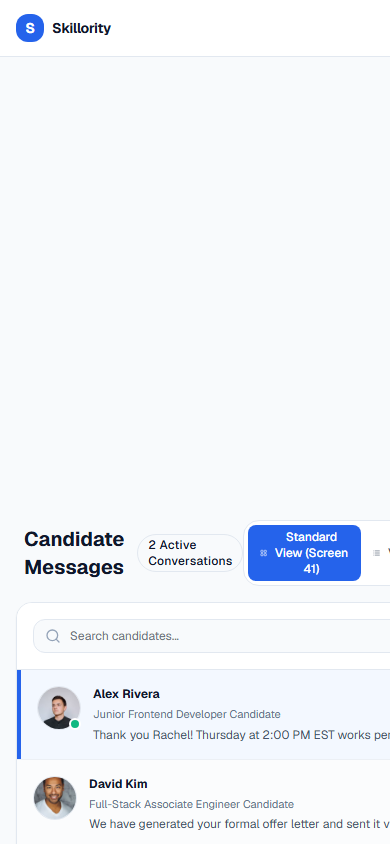 S Skillority
Candidate
Messages
2 Active
Conversations
Standard
View (Screen
41)
Search candidates...
Alex Rivera
Junior Frontend Developer Candidate
Thank you Rachel! Thursday at 2:00 PM EST works
David Kim
Full-Stack Associate Engineer Candidate
We have generated your formal offer letter and sent it